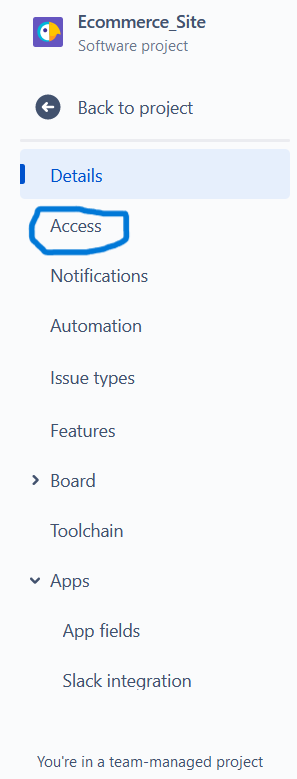 Ecommerce_Site
Software project
Back to project
Details
Access
Notifications
Automation
Issue types
Features
Board
Toolchain
Apps
App fields
Slack integration
You're in a team-managed project